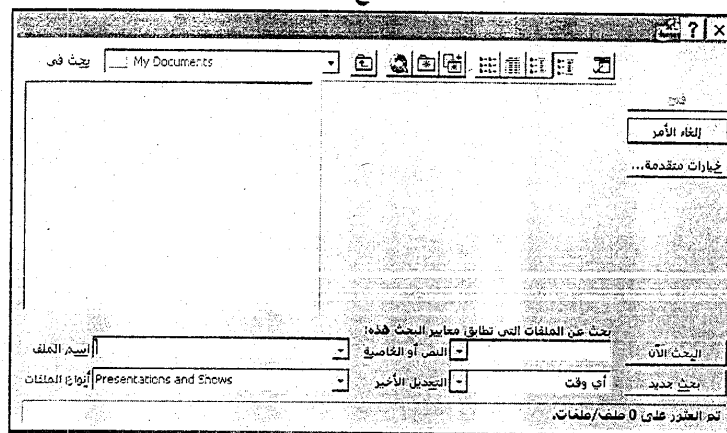 بحث في My Documents
فتح
إلغاء الأمر
خيارات متقدمة...
بحث عن الملفات التي تطابق معايير البحث هذه:
اسم الملف
النص أو الخاصية
البحث الآن
أنواع الملفات Presentations and Shows
التعديل الأخير
أي وقت
بحث جديد
تم العثور على 0 ملف/ملفات.